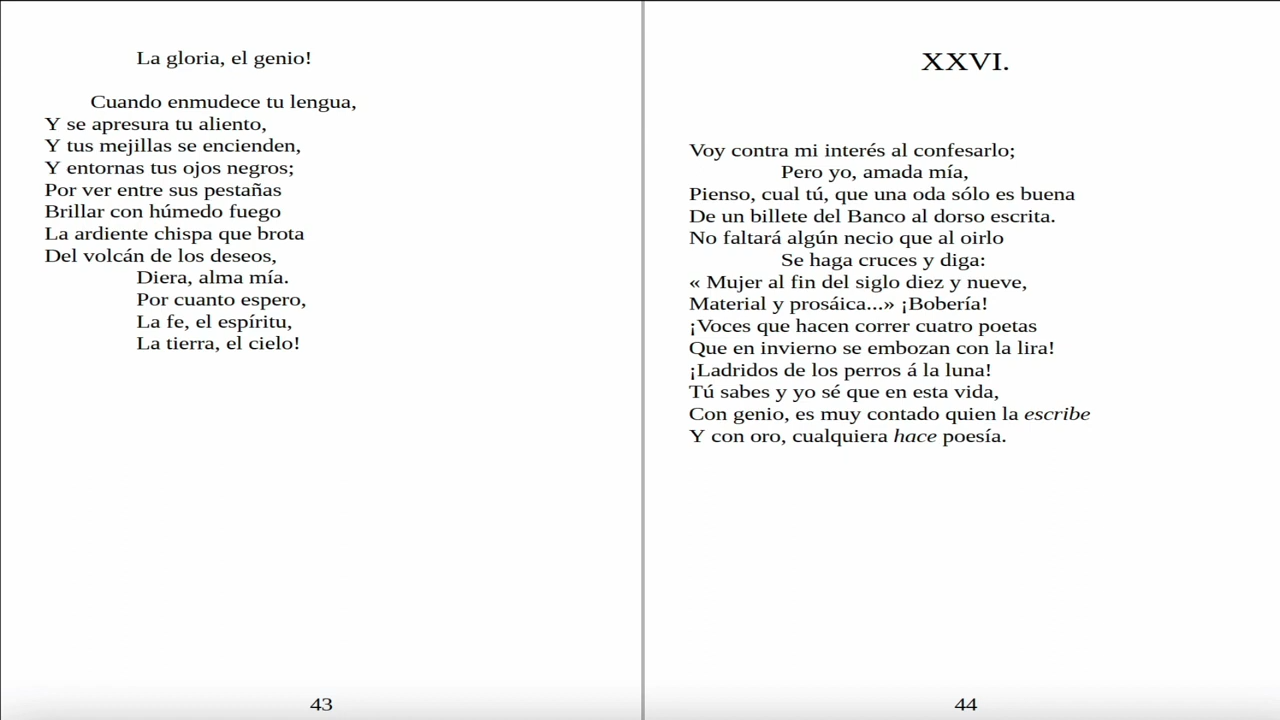 La gloria, el genio!
Cuando enmudece tu lengua,
Y se apresura tu aliento,
Y tus mejillas se encienden,
Y entornas tus ojos negros;
Por ver entre sus pestañas
Brillar con húmedo fuego
La ardiente chispa que brota
Del volcán de los deseos,
Diera, alma mía.
Por cuanto espero,
La fe, el espíritu,
La tierra, el cielo!
43
XXVI.
Voy contra mi interés al confesarlo;
Pero yo, amada mía,
Pienso, cual tú, que una oda sólo es buena
De un billete del Banco al dorso escrita.
No faltará algún necio que al oirlo
Se haga cruces y diga:
« Mujer al fin del siglo diez y nueve,
Material y prosáica...» ¡Bobería!
¡Voces que hacen correr cuatro poetas
Que en invierno se embozan con la lira!
¡Ladridos de los perros á la luna!
Tú sabes y yo sé que en esta vida,
Con genio, es muy contado quien la escribe
Y con oro, cualquiera hace poesía.
44